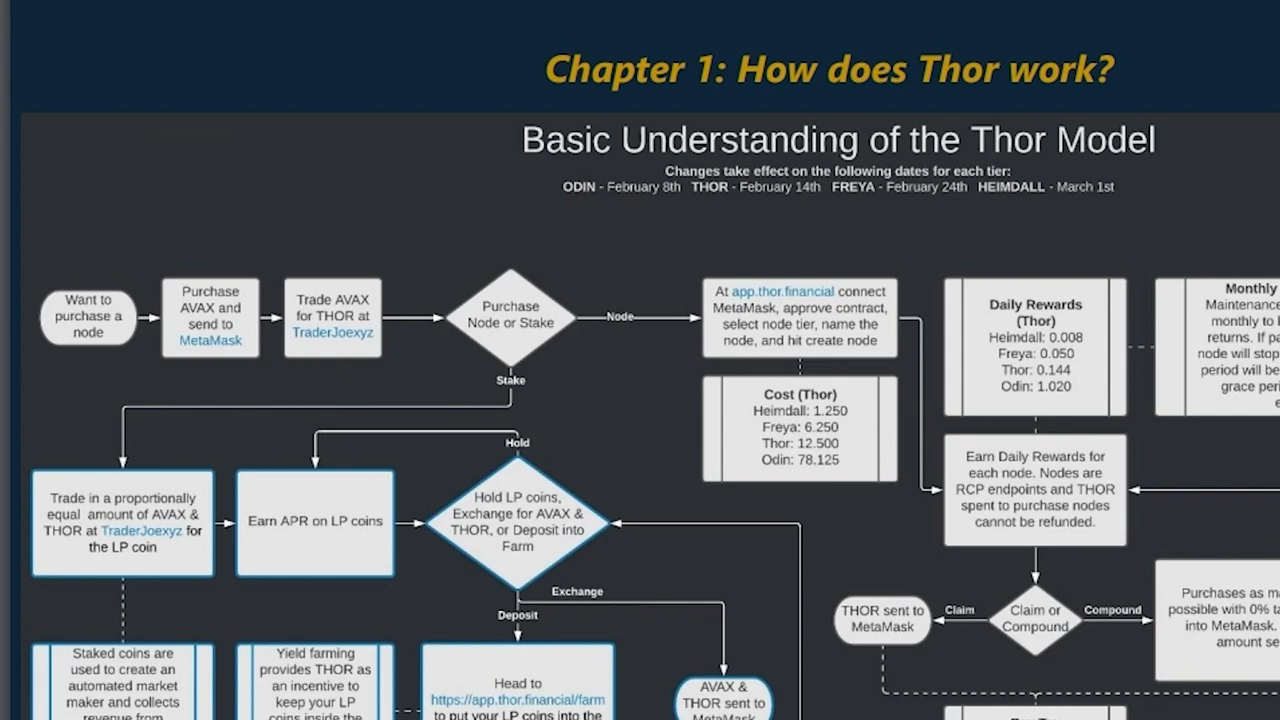 Chapter 1: How does Thor work?
Basic Understanding of the Thor Model
Changes take effect on the following dates for each tier:
ODIN - February 8th THOR - February 14th FREYA - February 24th HEIMDALL - March 1st
Want to
purchase a
node
Purchase
AVAX and
send to
MetaMask
Trade AVAX
for THOR at
TraderJoexyz
Purchase
Node or Stake
Node
Stake
At app.thor.financial connect
MetaMask, approve contract,
select node tier, name the
node, and hit create node
Cost (Thor)
Heimdall: 1.250
Freya: 6.250
Thor: 12.500
Odin: 78.125
Daily Rewards
(Thor)
Heimdall: 0.008
Freya: 0.050
Thor: 0.144
Odin: 1.020
Monthly
Maintenance
monthly to
returns. If
node will stop
period will be
grace
Earn Daily Rewards for
each node. Nodes are
RCP endpoints and THOR
spent to purchase nodes
cannot be refunded.
Hold
Trade in a proportionally
equal amount of AVAX &
THOR at TraderJoexyz for
the LP coin
Earn APR on LP coins
Hold LP coins,
Exchange for AVAX &
THOR, or Deposit into
Farm
Exchange
Deposit
THOR sent to
MetaMask
Claim
Claim or
Compound
Compound
Purchases as
possible with 0%
into MetaMask.
amount
Staked coins are
used to create an
automated market
maker and collects
revenue from
Yield farming
provides THOR as
an incentive to
keep your LP
coins inside the
Head to
https://app.thor.financial/farm
to put your LP coins into the
AVAX &
THOR sent to
MetaMask